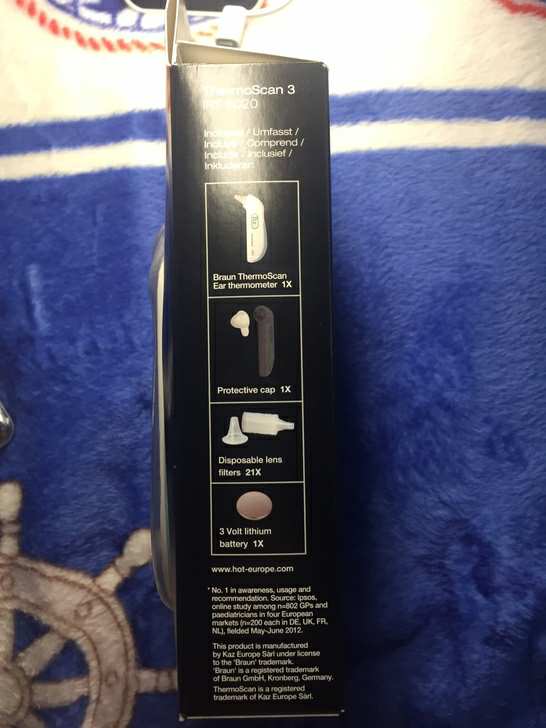 ThermoScan 3
IRT 3020
Includes / Umfasst /
Incluye / Comprend /
Include / Inclusief /
Inkluderer:
Braun ThermoScan
Ear thermometer 1X
Protective cap 1X
Disposable lens
filters 21X
3 Volt lithium
battery 1X
www.hot-europe.com
* No. 1 in awareness, usage and
recommendation. Source: Ipsos,
online study among n=802 GPs and
paediatricians in four European
markets (n=200 each in DE, UK, FR,
NL), fielded May-June 2012.
This product is manufactured
by Kaz Europe Sàrl under license
to the 'Braun' trademark.
'Braun' is a registered trademark
of Braun GmbH, Kronberg, Germany.
ThermoScan is a registered
trademark of Kaz Europe Sàrl.